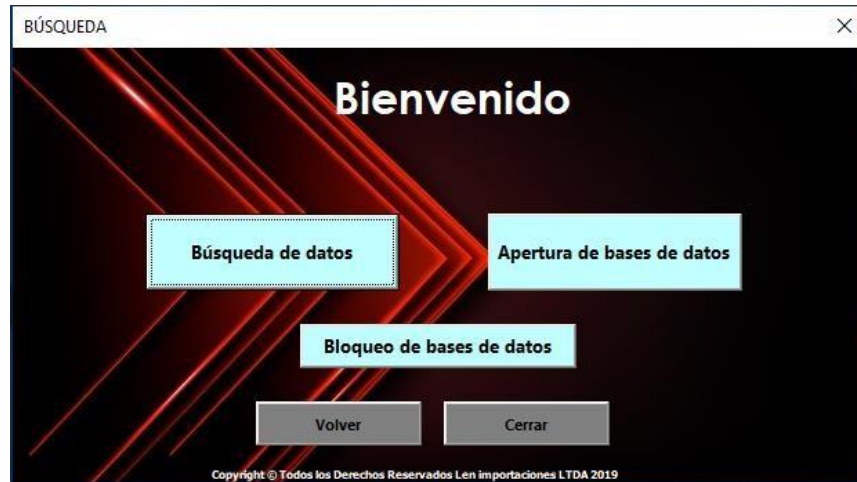 BÚSQUEDA
Bienvenido
Búsqueda de datos
Apertura de bases de datos
Bloqueo de bases de datos
Volver
Cerrar
Copyright © Todos los Derechos Reservados Len importaciones LTDA 2019